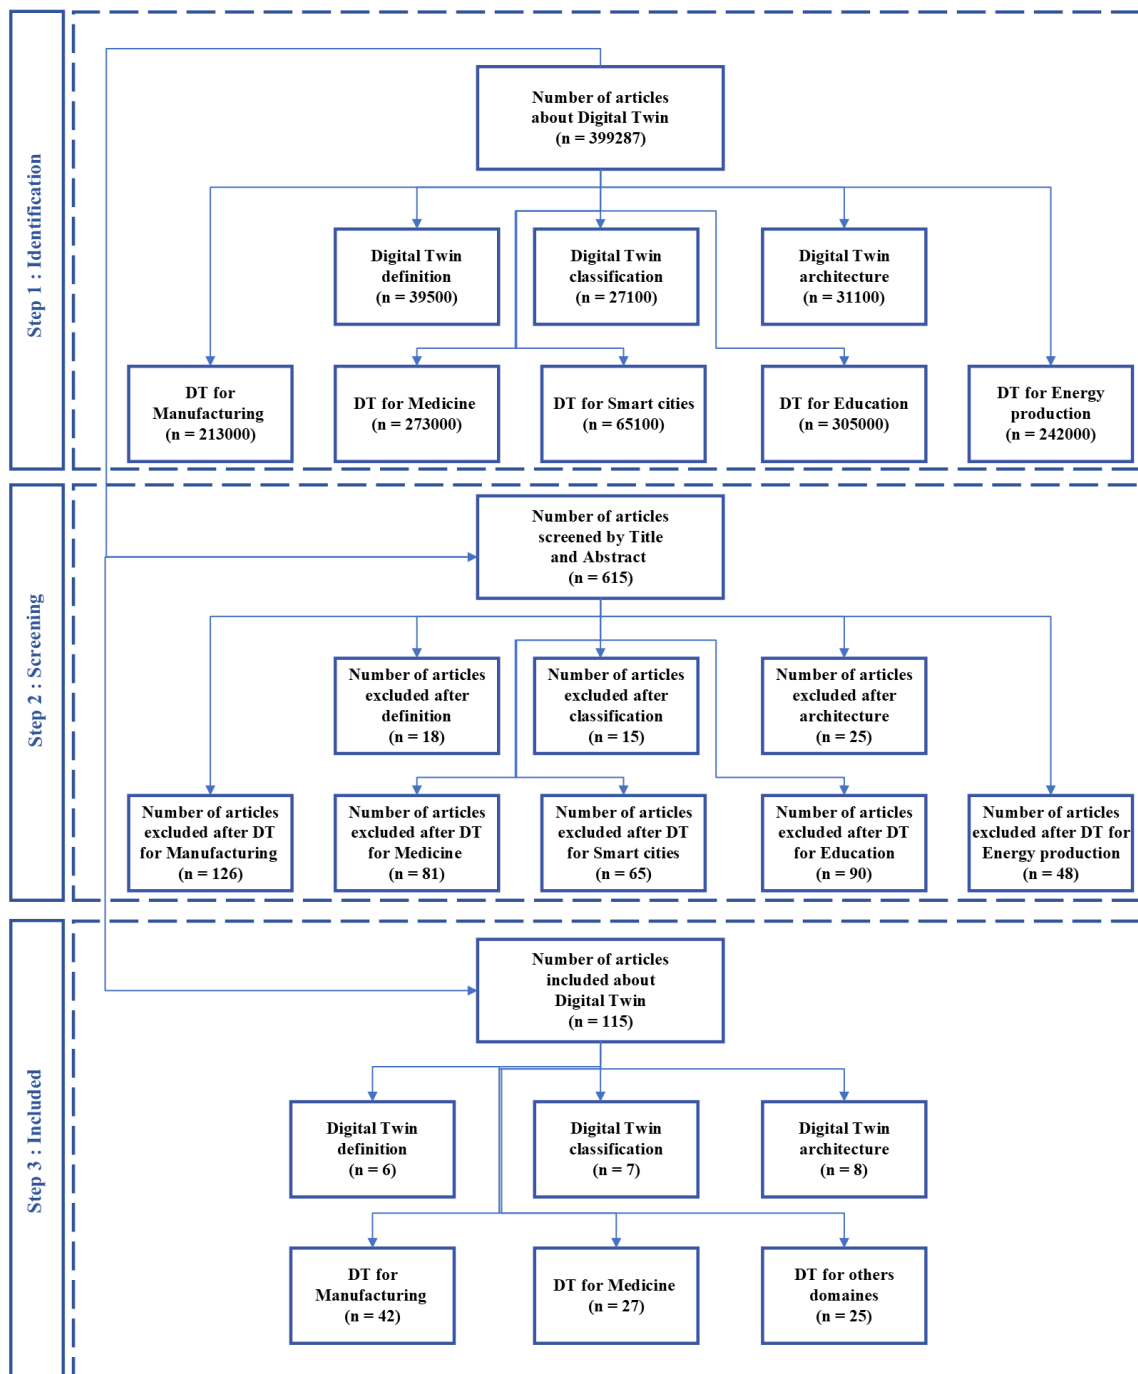 Step 1 : Identification
Number of articles
about Digital Twin
(n = 399287)
Digital Twin
definition
(n = 39500)
Digital Twin
classification
(n = 27100)
Digital Twin
architecture
(n = 31100)
DT for
Manufacturing
(n = 213000)
DT for Medicine
(n = 273000)
DT for Smart cities
(n = 65100)
DT for Education
(n = 305000)
DT for Energy
production
(n = 242000)
Step 2 : Screening
Number of articles
screened by Title
and Abstract
(n = 615)
Number of articles
excluded after
definition
(n = 18)
Number of articles
excluded after
classification
(n = 15)
Number of articles
excluded after
architecture
(n = 25)
Number of articles
excluded after DT
for Manufacturing
(n = 126)
Number of articles
excluded after DT
for Medicine
(n = 81)
Number of articles
excluded after DT
for Smart cities
(n = 65)
Number of articles
excluded after DT
for Education
(n = 90)
Number of articles
excluded after DT for
Energy production
(n = 48)
Step 3 : Included
Number of articles
included about
Digital Twin
(n = 115)
Digital Twin
definition
(n = 6)
Digital Twin
classification
(n = 7)
Digital Twin
architecture
(n = 8)
DT for
Manufacturing
(n = 42)
DT for Medicine
(n = 27)
DT for others
domaines
(n = 25)